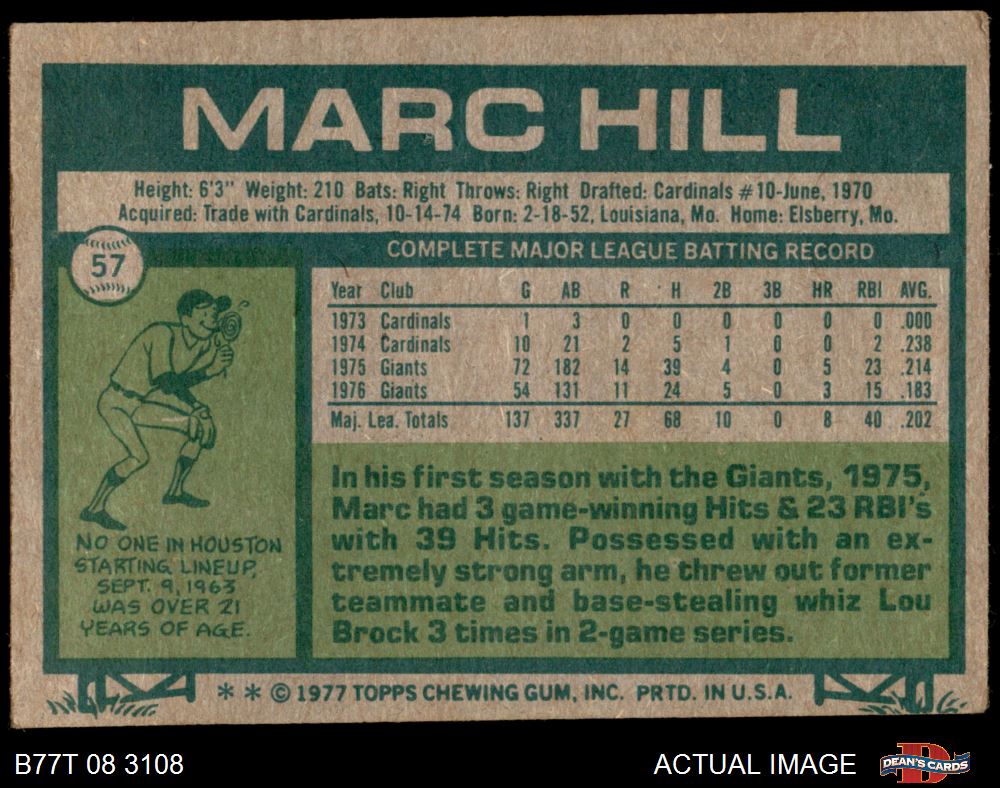 MARC HILL
Height: 6'3" Weight: 210 Bats: Right Throws: Right Drafted: Cardinals #10-June, 1970
Acquired: Trade with Cardinals, 10-14-74 Born: 2-18-52, Louisiana, Mo. Home: Elsberry, Mo.
57
COMPLETE MAJOR LEAGUE BATTING RECORD
Year Club G AB R H 2B 3B HR RBI AVG.
1973 Cardinals 1 3 0 0 0 0 0 0 .000
1974 Cardinals 10 21 2 5 1 0 0 2 .238
1975 Giants 72 182 14 39 4 0 5 23 .214
1976 Giants 54 131 11 24 5 0 3 15 .183
Maj. Lea. Totals 137 337 27 68 10 0 8 40 .202
NO ONE IN HOUSTON
STARTING LINEUP,
SEPT. 9, 1963
WAS OVER 21
YEARS OF AGE.
In his first season with the Giants, 1975,
Marc had 3 game-winning Hits & 23 RBI's
with 39 Hits. Possessed with an ex-
tremely strong arm, he threw out former
teammate and base-stealing whiz Lou
Brock 3 times in 2-game series.
* * © 1977 TOPPS CHEWING GUM, INC. PRTD. IN U.S.A.
B77T 08 3108
ACTUAL IMAGE
D
DEAN'S CARDS